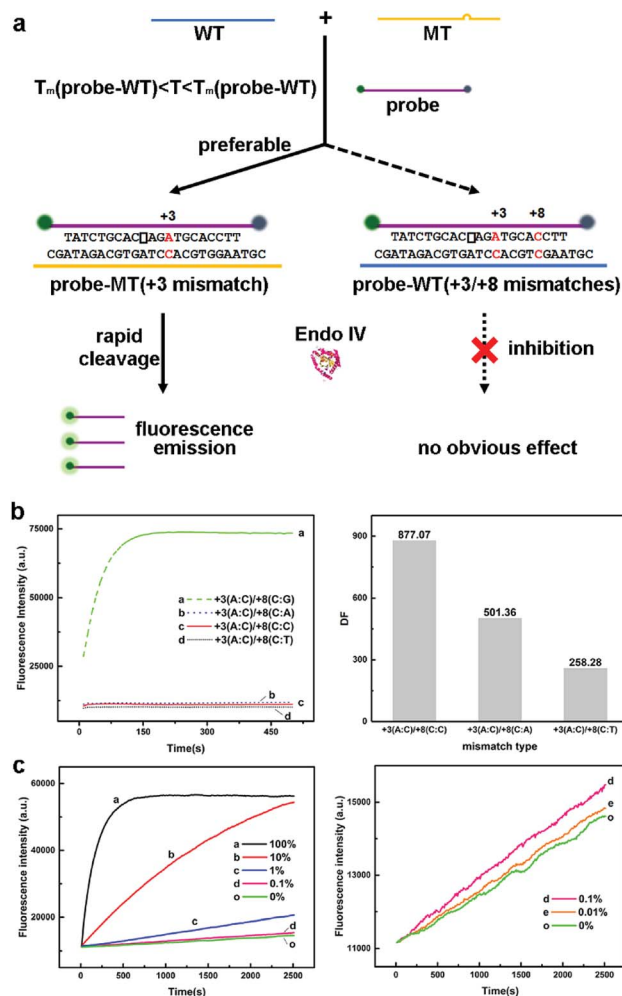 a
WT
+
MT
Tm(probe-WT)<T<Tm(probe-WT)
probe
preferable
+3
TATCTGCAC▯AGATGCACCTT
CGATAGACGTGATCCACGTGGAATGC
probe-MT(+3 mismatch)
+3 +8
TATCTGCAC▯AGATGCACCTT
CGATAGACGTGATCCACGTCGAATGC
probe-WT(+3/+8 mismatches)
rapid
cleavage
Endo IV
inhibition
fluorescence
emission
no obvious effect
b
Fluorescence Intensity (a.u.)
75000
50000
25000
0
150
300
450
Time(s)
a
a +3(A:C)/+8(C:G)
b +3(A:C)/+8(C:A)
c +3(A:C)/+8(C:C)
d +3(A:C)/+8(C:T)
b
c
d
DF
900
600
300
0
877.07
501.36
258.28
+3(A:C)/+8(C:C)
+3(A:C)/+8(C:A)
+3(A:C)/+8(C:T)
mismatch type
c
Fluorescence Intensity (a.u.)
60000
40000
20000
0
500
1000
1500
2000
2500
Time(s)
a
b
c
d
o
a 100%
b 10%
c 1%
d 0.1%
o 0%
Fluorescence intensity (a.u.)
15000
13000
11000
0
500
1000
1500
2000
2500
Time(s)
d
e
o
d 0.1%
e 0.01%
o 0%